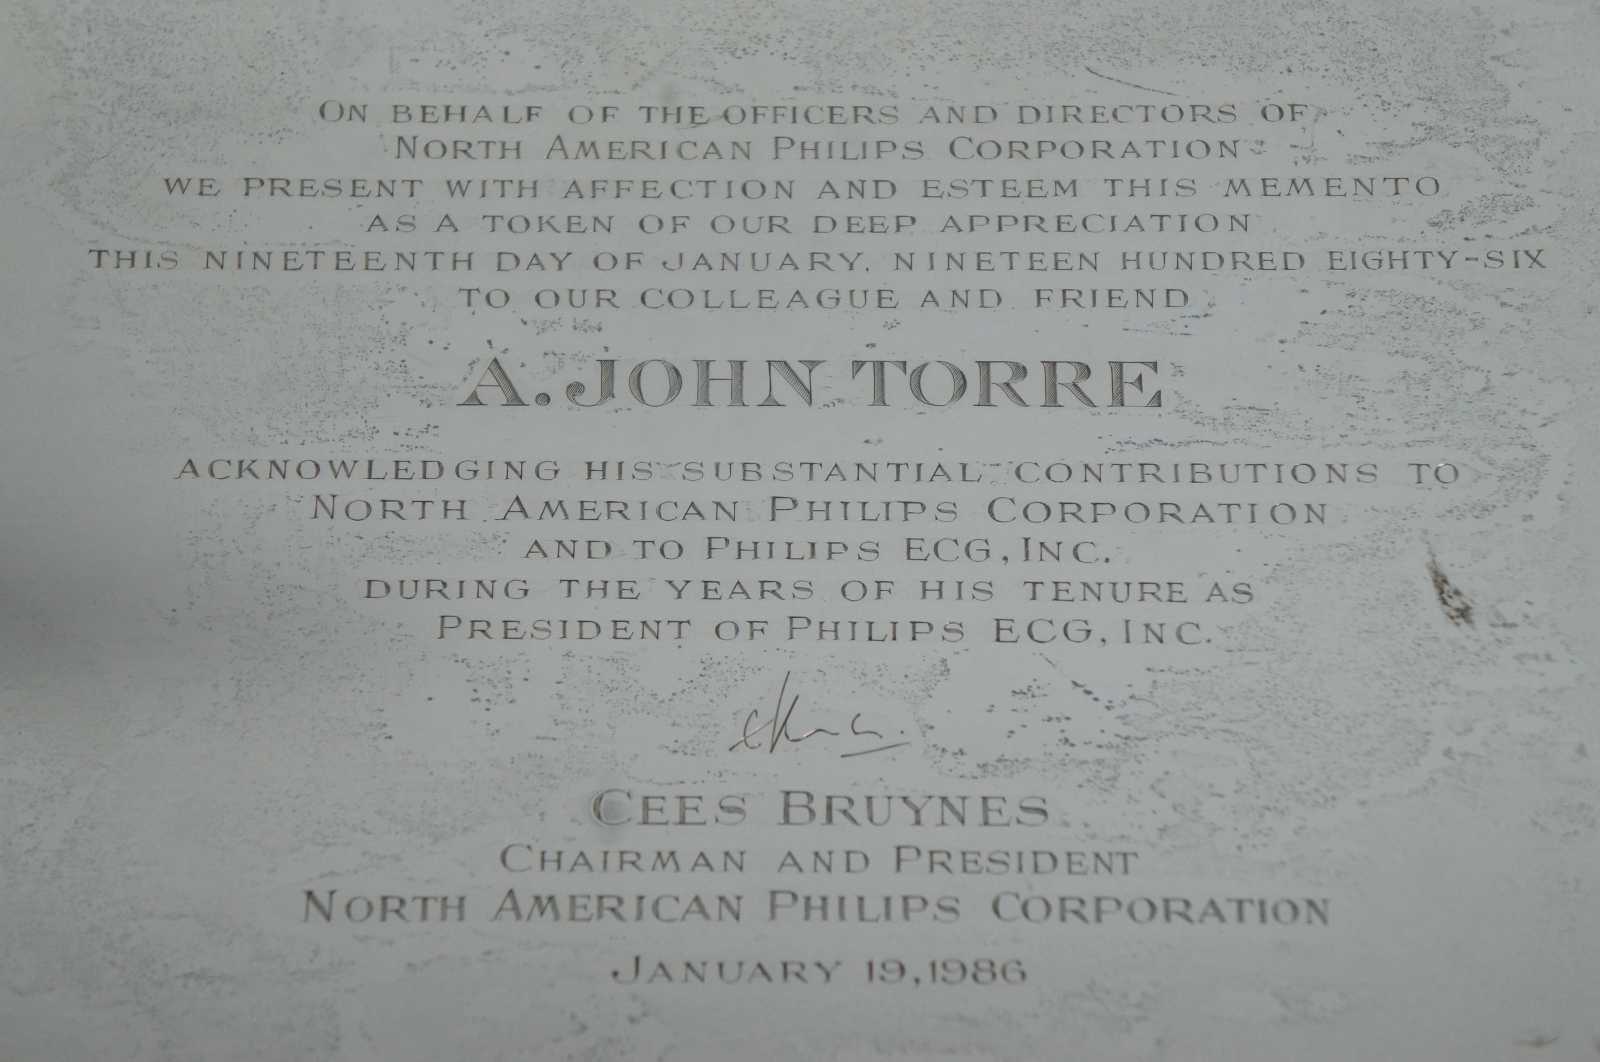 ON BEHALF OF THE OFFICERS AND DIRECTORS OF
NORTH AMERICAN PHILIPS CORPORATION
WE PRESENT WITH AFFECTION AND ESTEEM THIS MEMENTO
AS A TOKEN OF OUR DEEP APPRECIATION
THIS NINETEENTH DAY OF JANUARY, NINETEEN HUNDRED EIGHTY-SIX
TO OUR COLLEAGUE AND FRIEND
A. JOHN TORRE
ACKNOWLEDGING HIS SUBSTANTIAL CONTRIBUTIONS TO
NORTH AMERICAN PHILIPS CORPORATION
AND TO PHILIPS ECG, INC.
DURING THE YEARS OF HIS TENURE AS
PRESIDENT OF PHILIPS ECG, INC.
CEES BRUYNES
CHAIRMAN AND PRESIDENT
NORTH AMERICAN PHILIPS CORPORATION
JANUARY 19, 1986